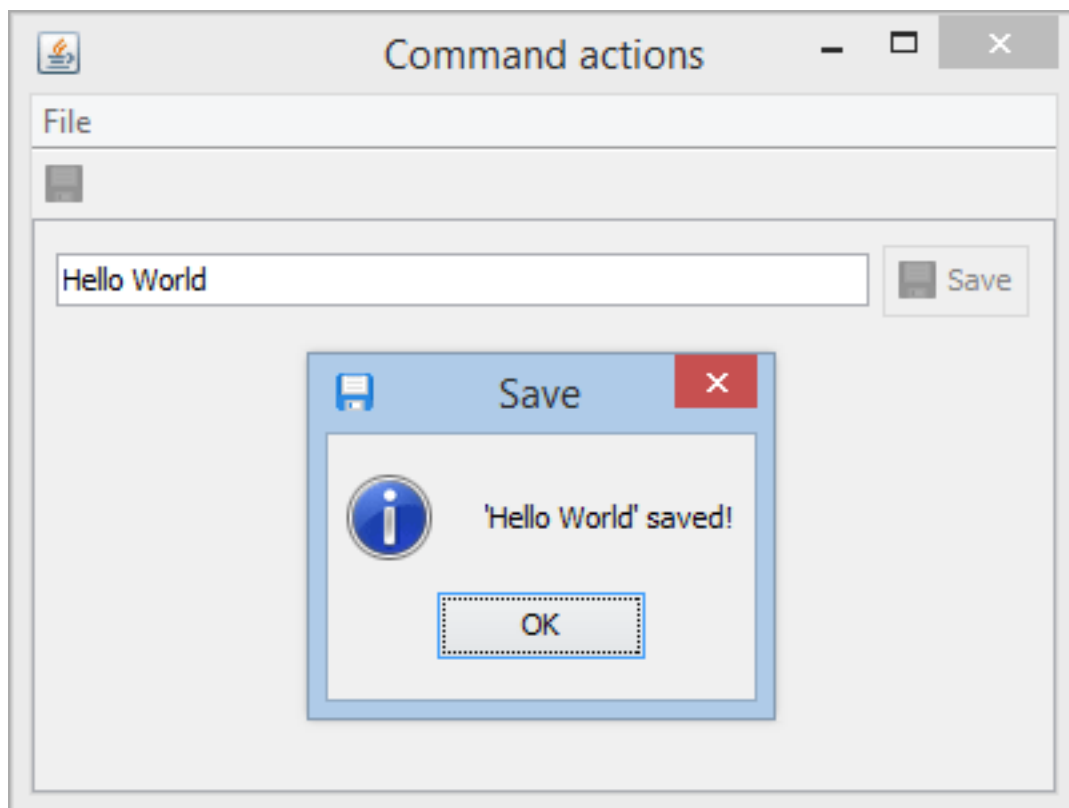 Command actions
File
Hello World
Save
Save
'Hello World' saved!
OK